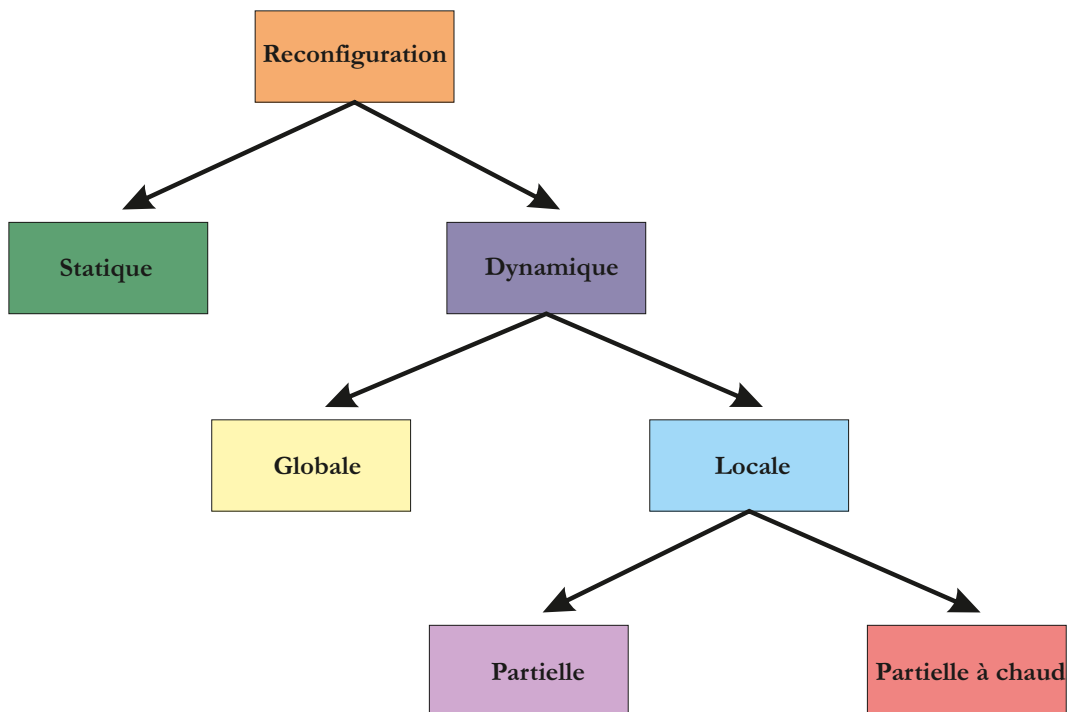 Reconfiguration
Statique
Dynamique
Globale
Locale
Partielle
Partielle à chaud